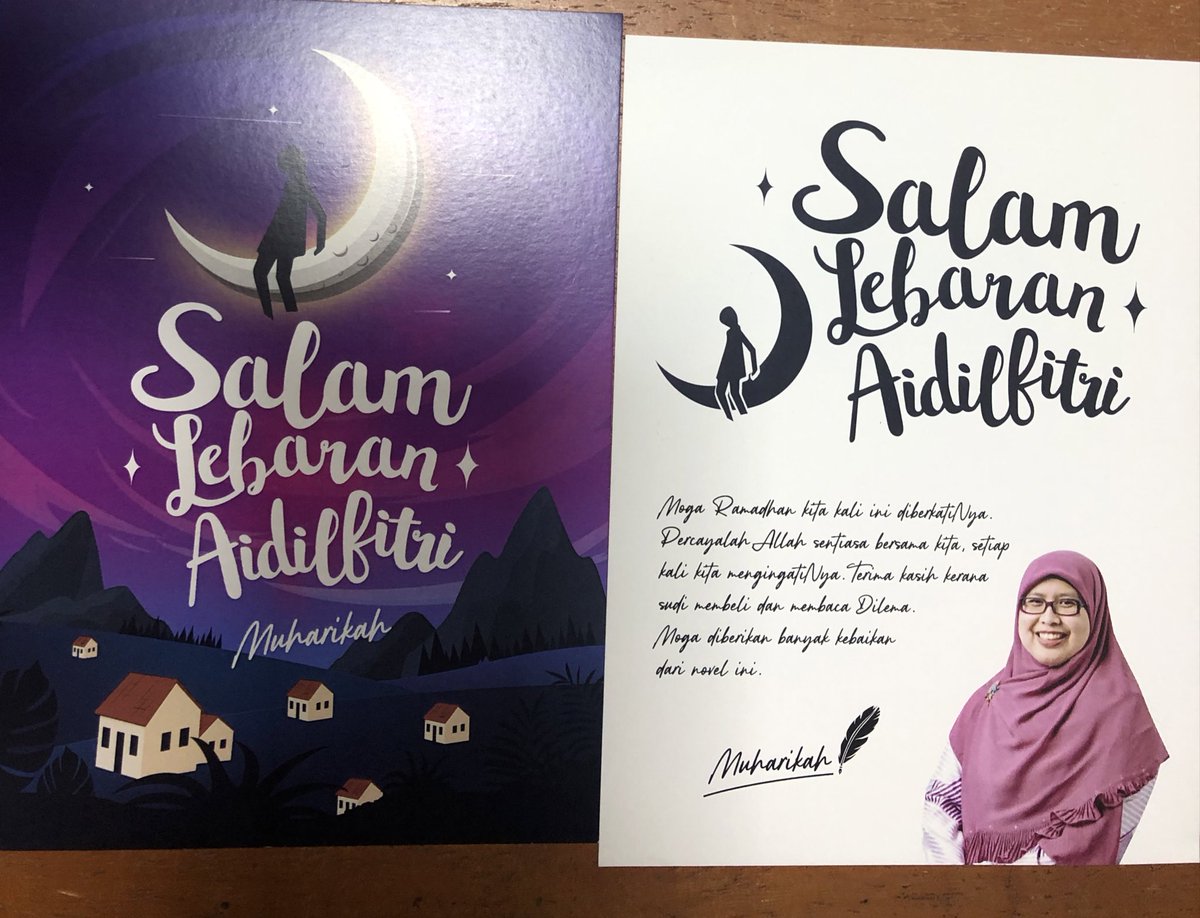 Salam
Lebaran
Aidilfitri
Muharikah
Salam
Lebaran
Aidilfitri
Moga Ramadhan kita kali ini diberkatiNya.
Percayalah Allah sentiasa bersama kita, setiap
kali kita mengingatiNya. Terima kasih kerana
sudi membeli dan membaca Dilema.
Moga diberikan banyak kebaikan
dari novel ini.
Muharikah